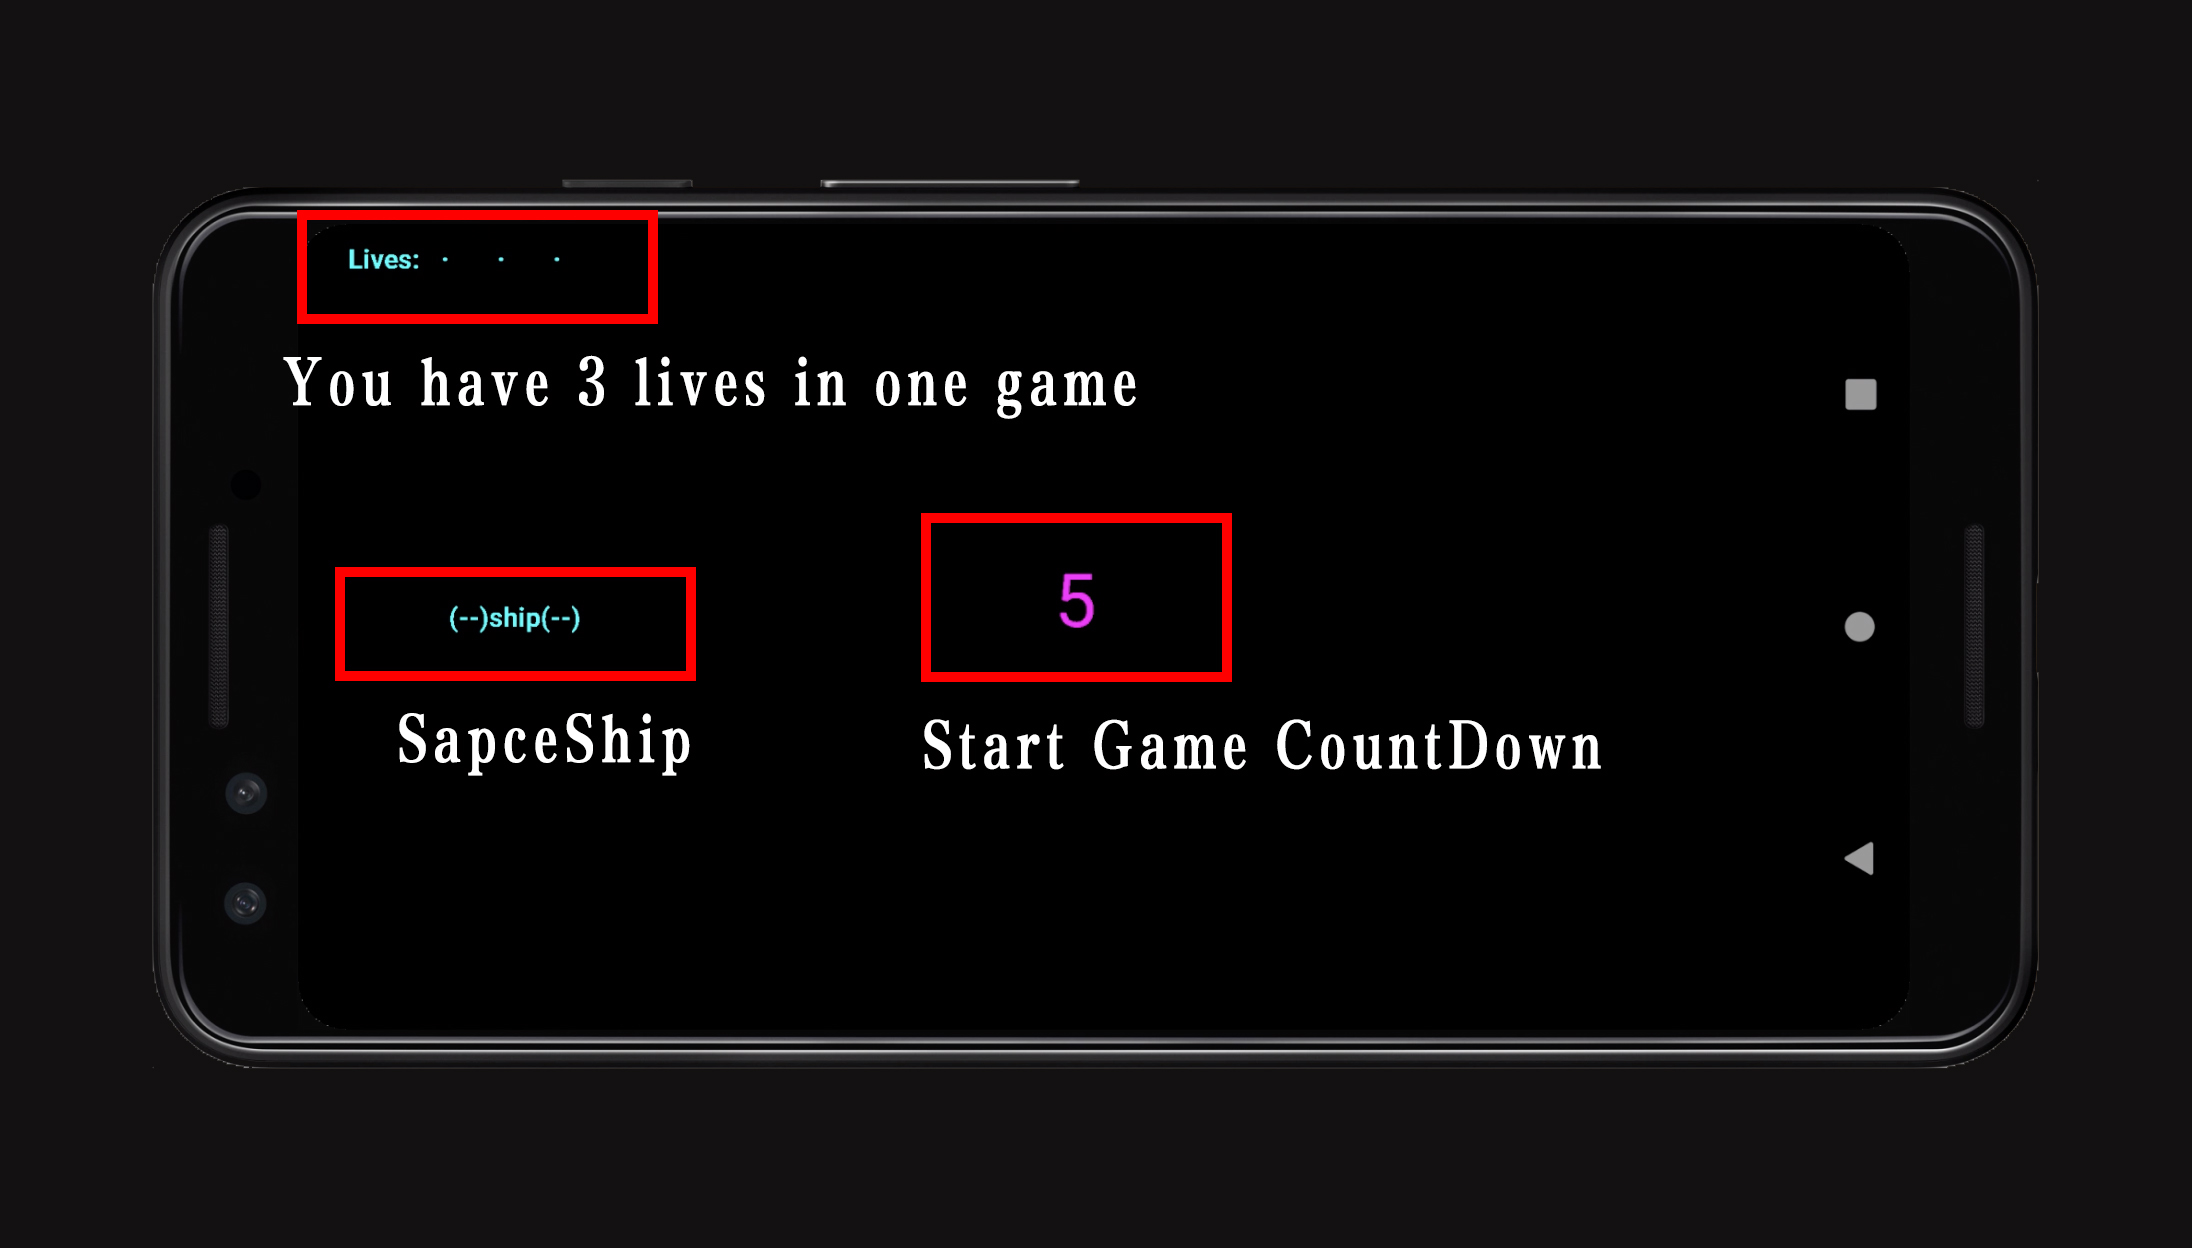 Lives: · · ·
You have 3 lives in one game
5
(--)ship(--)
SapceShip
Start Game CountDown